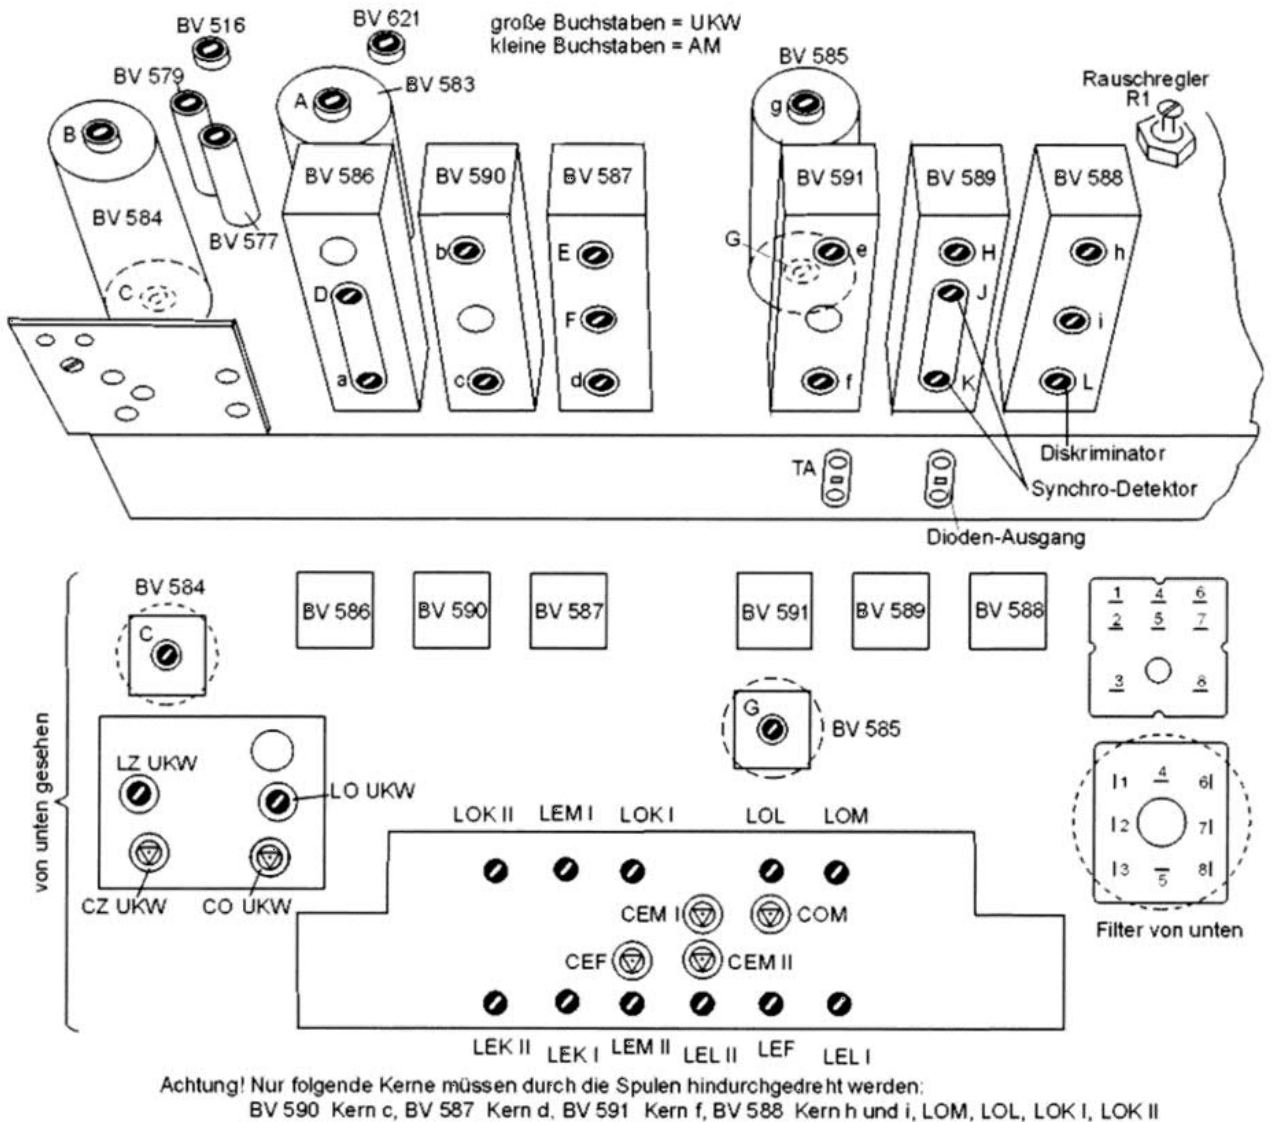 BV 516
BV 621
große Buchstaben = UKW
kleine Buchstaben = AM
BV 579
BV 583
BV 585
Rauschregler
R1
A
B
g
BV 586
BV 590
BV 587
BV 591
BV 589
BV 588
BV 584
BV 577
G
b
E
e
H
h
C
D
J
F
i
a
c
d
f
K
L
Diskriminator
TA
Synchro-Detektor
Dioden-Ausgang
BV 584
BV 586
BV 590
BV 587
BV 591
BV 589
BV 588
1 4 6
2 5 7
3 8
C
von unten gesehen
G
BV 585
LZ UKW
LO UKW
CZ UKW
CO UKW
1 4 6
2 7
3 5 8
Filter von unten
LOK II LEM I LOK I LOL LOM
CEM I
COM
CEF
CEM II
LEK II LEK I LEM II LEL II LEF LEL I
Achtung! Nur folgende Kerne müssen durch die Spulen hindurchgedreht werden:
BV 590 Kern c, BV 587 Kern d, BV 591 Kern f, BV 588 Kern h und i, LOM, LOL, LOK I, LOK II